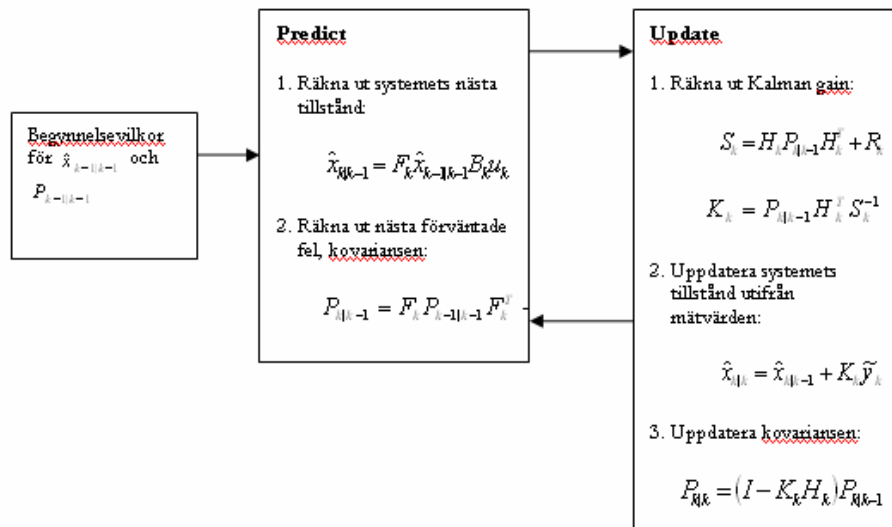 Begynnelsevilkor
för x̂ₖ₋₁|ₖ₋₁ och
Pₖ₋₁|ₖ₋₁
Predict
1. Räkna ut systemets nästa
tillstånd:
x̂_{k|k-1} = F_k x̂_{k-1|k-1} B_k u_k
2. Räkna ut nästa förväntade
fel, kovariansen:
P_{k|k-1} = F_k P_{k-1|k-1} F_k^T -
Update
1. Räkna ut Kalman gain:
S_k = H_k P_{k|k-1} H_k^T + R_k
K_k = P_{k|k-1} H_k^T S_k^{-1}
2. Uppdatera systemets
tillstånd utifrån
mätvärden:
x̂_{k|k} = x̂_{k|k-1} + K_k ỹ_k
3. Uppdatera kovariansen:
P_{k|k} = (I - K_k H_k) P_{k|k-1}